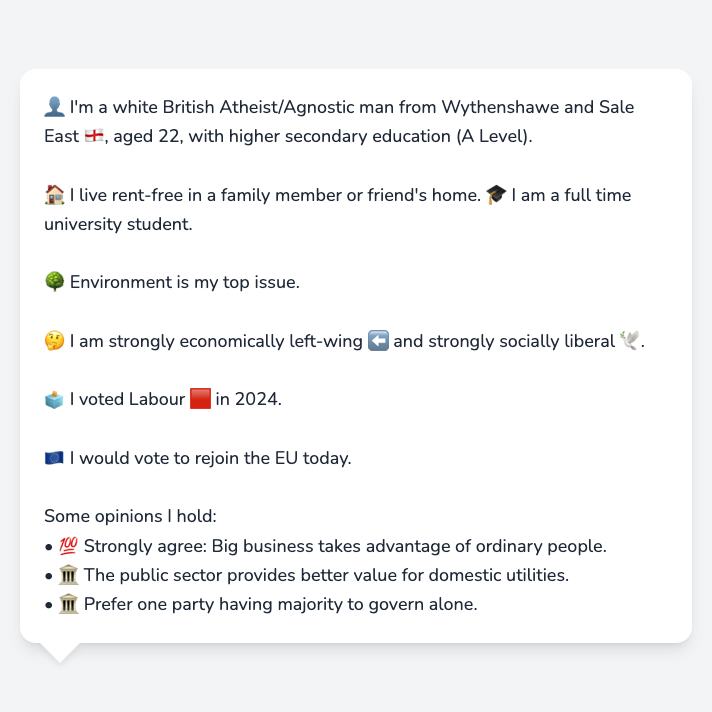 👤 I'm a white British Atheist/Agnostic man from Wythenshawe and Sale
East 🏴󠁧󠁢󠁥󠁮󠁧󠁿, aged 22, with higher secondary education (A Level).
🏠 I live rent-free in a family member or friend's home. 🎓 I am a full time
university student.
🌳 Environment is my top issue.
🤔 I am strongly economically left-wing ⬅️ and strongly socially liberal 🕊️.
🗳️ I voted Labour 🟥 in 2024.
🇪🇺 I would vote to rejoin the EU today.
Some opinions I hold:
• 💯 Strongly agree: Big business takes advantage of ordinary people.
• 🏛️ The public sector provides better value for domestic utilities.
• 🏛️ Prefer one party having majority to govern alone.